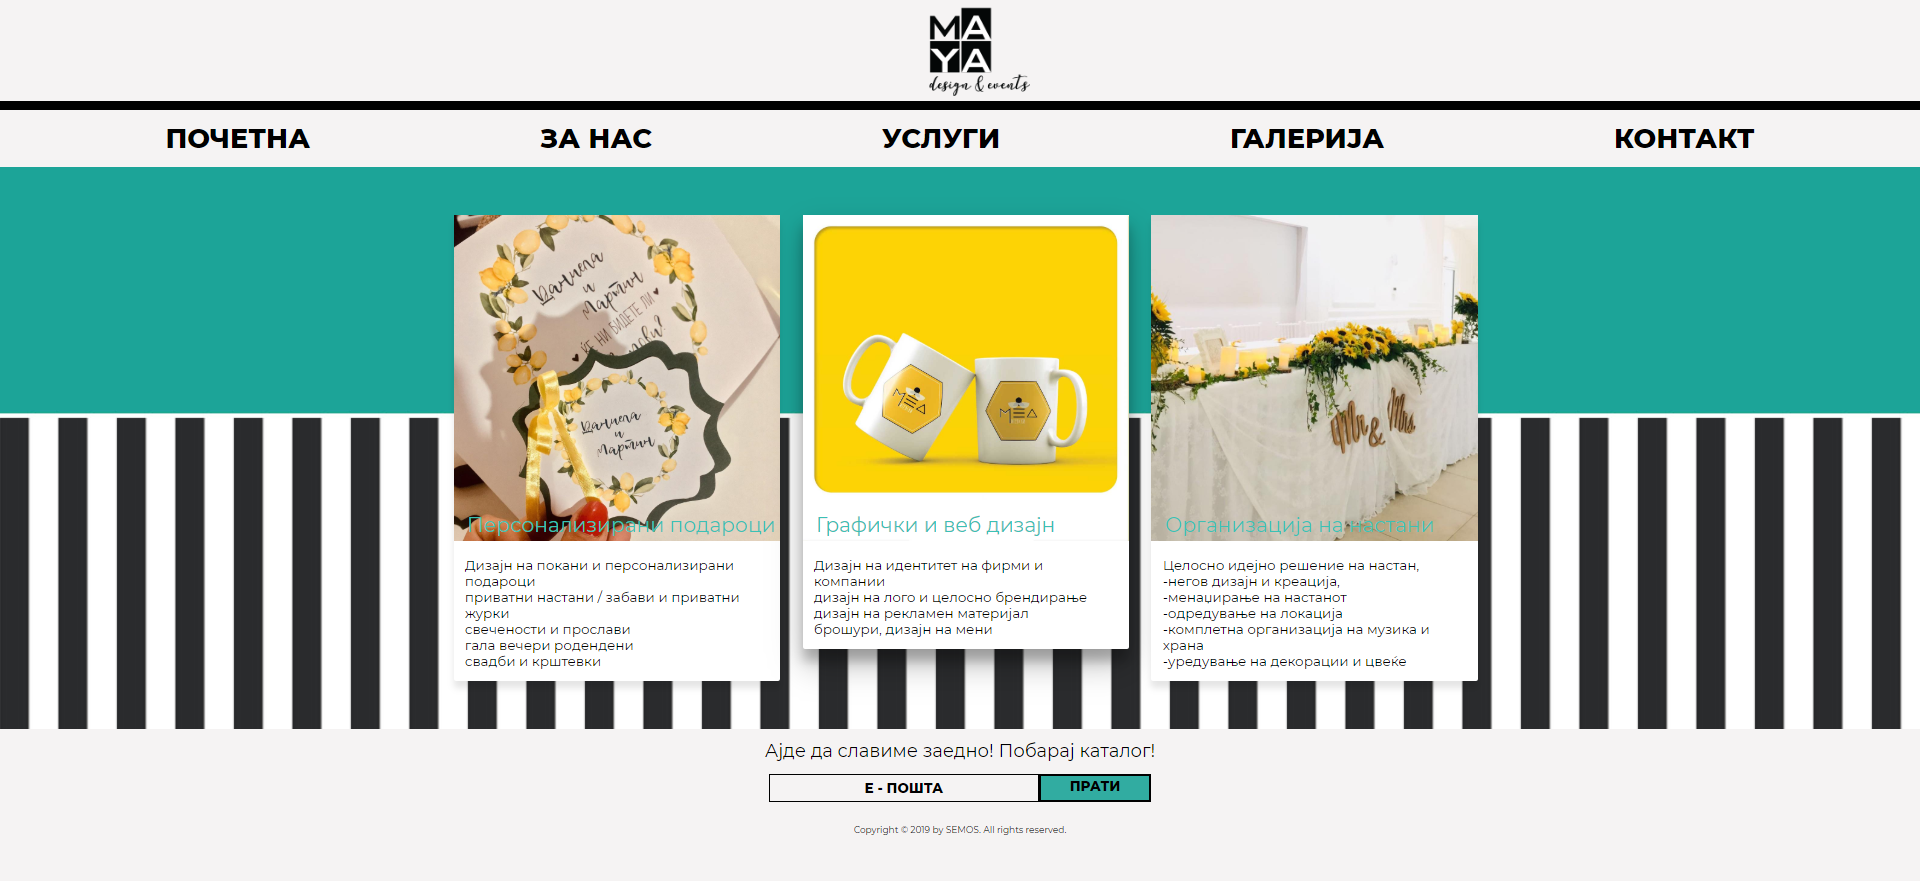 MA
YA
design & events
ПОЧЕТНА
ЗА НАС
УСЛУГИ
ГАЛЕРИЈА
КОНТАКТ
Даниела
и
Мартин
ЌЕ НИ БИДЕТЕ ЛИ
Даниела
и
Мартин
Персонализирани подароци
Дизајн на покани и персонализирани
подароци
приватни настани / забави и приватни
журки
свечености и прослави
гала вечери родендени
свадби и крштевки
Графички и веб дизајн
Дизајн на идентитет на фирми и
компании
дизајн на лого и целосно брендирање
дизајн на рекламен материјал
брошури, дизајн на мени
Mr & Mrs
Организација на настани
Целосно идејно решение на настан,
-негов дизајн и креација,
-менаџирање на настанот
-одредување на локација
-комплетна организација на музика и
храна
-уредување на декорации и цвеќе
Ајде да славиме заедно! Побарај каталог!
Е - ПОШТА
ПРАТИ
Copyright © 2019 by SEMOS. All rights reserved.